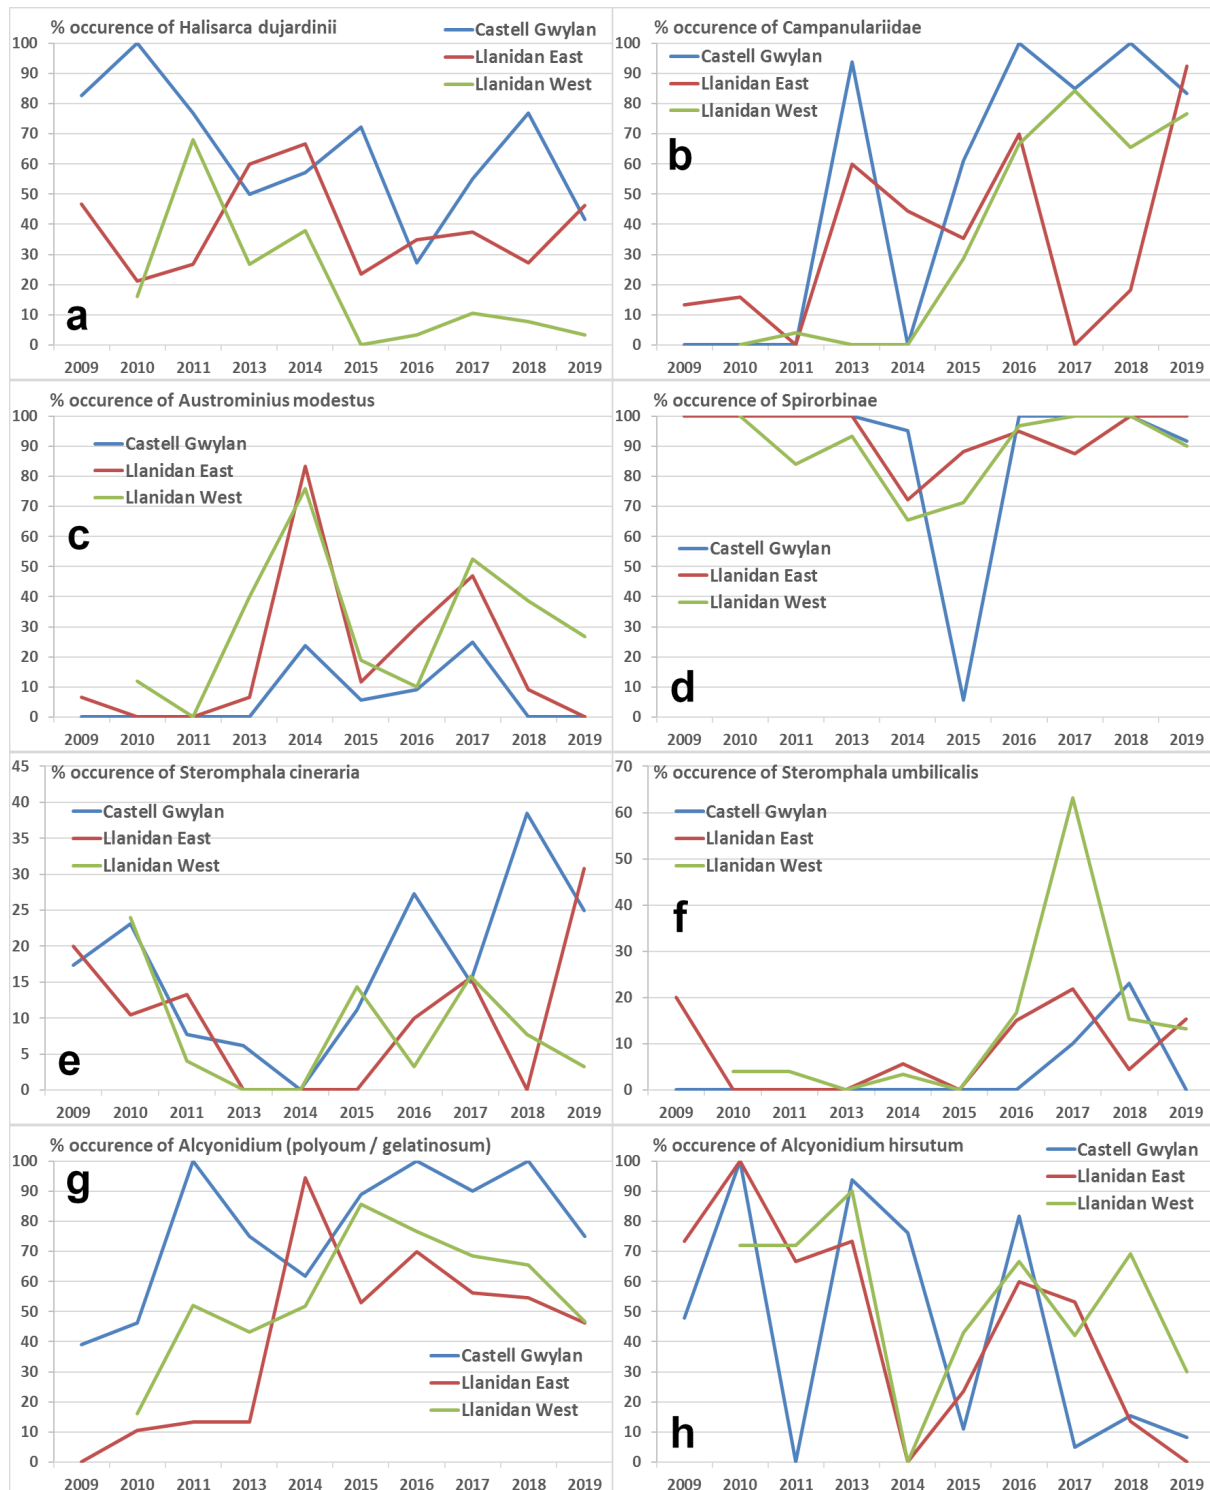 % occurence of Halisarca dujardinii
Castell Gwylan
Llanidan East
Llanidan West
100
90
80
70
60
50
40
30
20
10
0
a
2009 2010 2011 2013 2014 2015 2016 2017 2018 2019
% occurence of Campanulariidae
Castell Gwylan
Llanidan East
Llanidan West
100
90
80
70
60
50
40
30
20
10
0
b
2009 2010 2011 2013 2014 2015 2016 2017 2018 2019
% occurence of Austrominius modestus
Castell Gwylan
Llanidan East
Llanidan West
100
90
80
70
60
50
40
30
20
10
0
c
2009 2010 2011 2013 2014 2015 2016 2017 2018 2019
% occurence of Spirorbinae
100
90
80
70
60
50
40
30
20
10
0
Castell Gwylan
Llanidan East
Llanidan West
d
2009 2010 2011 2013 2014 2015 2016 2017 2018 2019
% occurence of Steromphala cineraria
Castell Gwylan
Llanidan East
Llanidan West
45
40
35
30
25
20
15
10
5
0
e
2009 2010 2011 2013 2014 2015 2016 2017 2018 2019
% occurence of Steromphala umbilicalis
Castell Gwylan
Llanidan East
Llanidan West
70
60
50
40
30
20
10
0
f
2009 2010 2011 2013 2014 2015 2016 2017 2018 2019
% occurence of Alcyonidium (polyoum / gelatinosum)
g
100
90
80
70
60
50
40
30
20
10
0
Castell Gwylan
Llanidan East
Llanidan West
2009 2010 2011 2013 2014 2015 2016 2017 2018 2019
% occurence of Alcyonidium hirsutum
Castell Gwylan
Llanidan East
Llanidan West
100
90
80
70
60
50
40
30
20
10
0
h
2009 2010 2011 2013 2014 2015 2016 2017 2018 2019